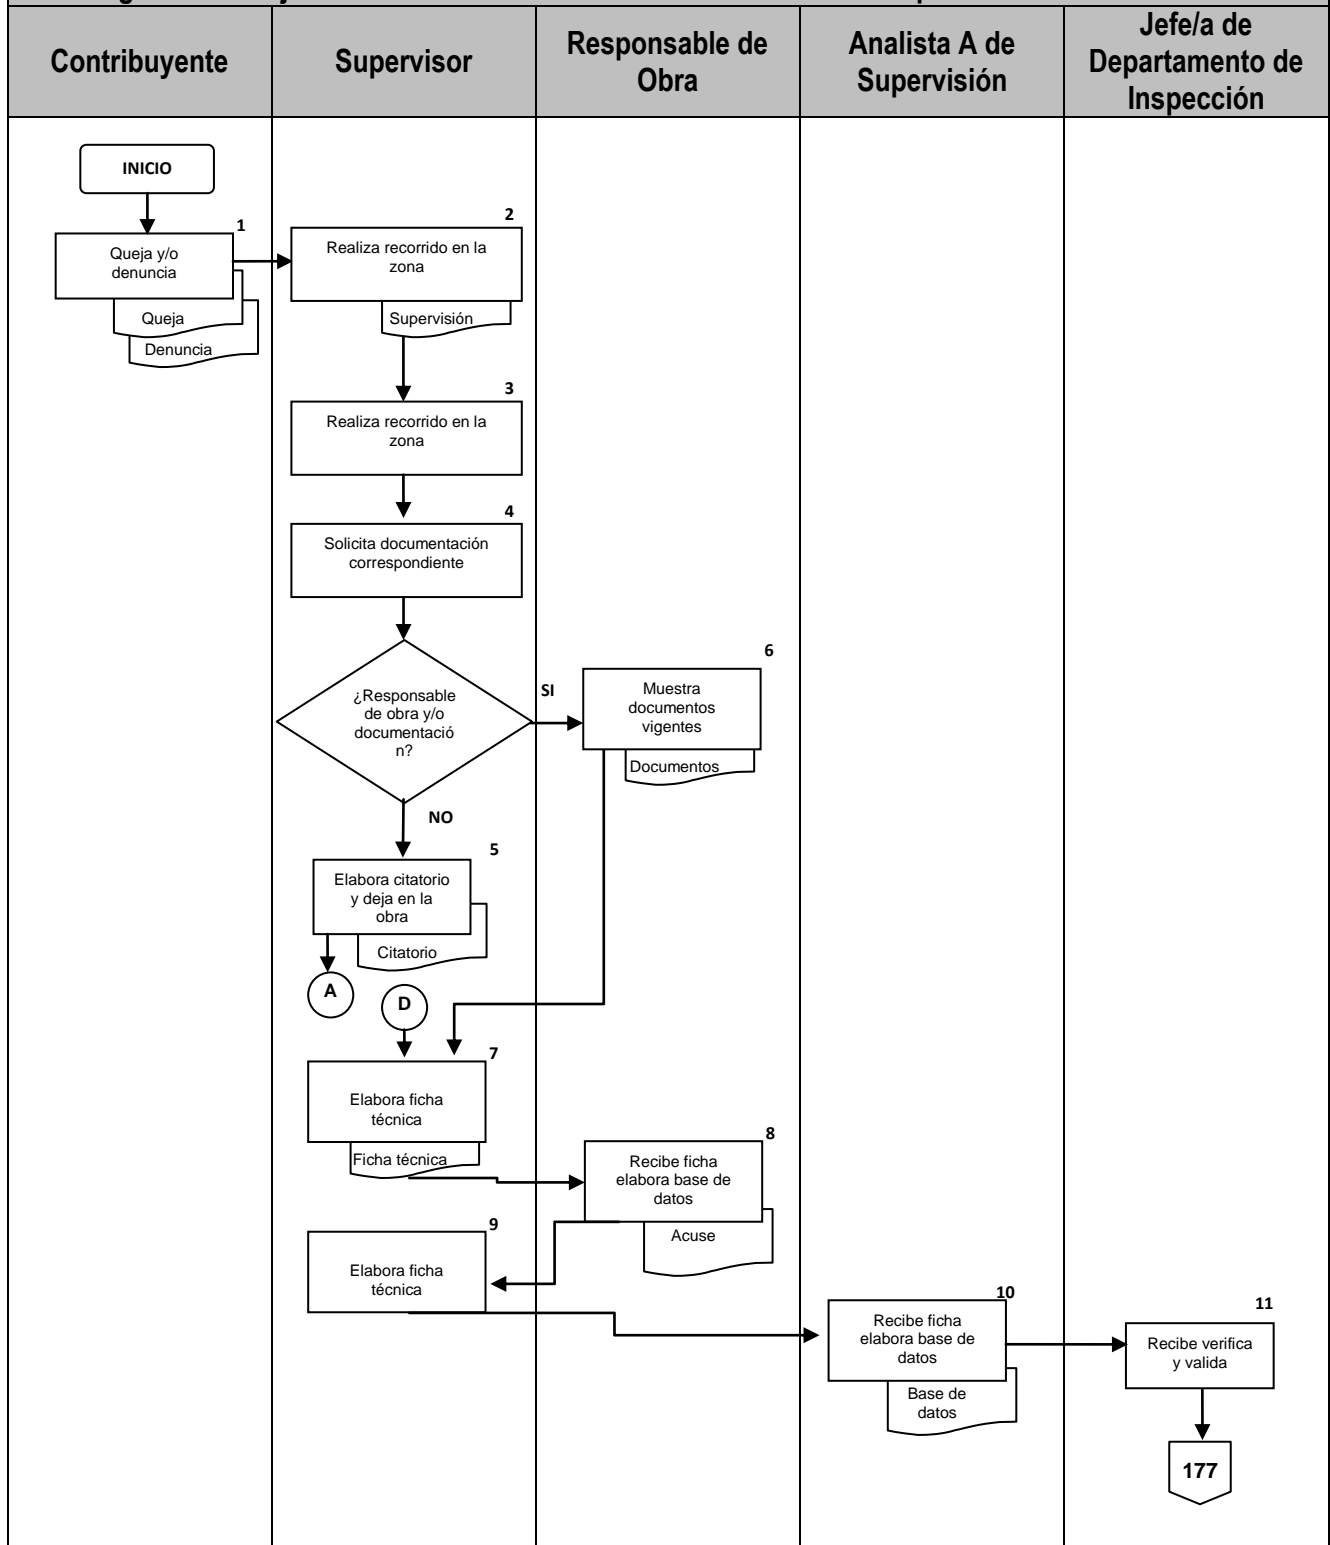 Contribuyente
Supervisor
Responsable de
Obra
Analista A de
Supervisión
Jefe/a de
Departamento de
Inspección
INICIO
1
Queja y/o
denuncia
Queja
Denuncia
2
Realiza recorrido en la
zona
Supervisión
3
Realiza recorrido en la
zona
4
Solicita documentación
correspondiente
¿Responsable
de obra y/o
documentació
n?
SI
NO
6
Muestra
documentos
vigentes
Documentos
5
Elabora citatorio
y deja en la
obra
Citatorio
A
D
7
Elabora ficha
técnica
Ficha técnica
8
Recibe ficha
elabora base de
datos
Acuse
9
Elabora ficha
técnica
10
Recibe ficha
elabora base de
datos
Base de
datos
11
Recibe verifica
y valida
177